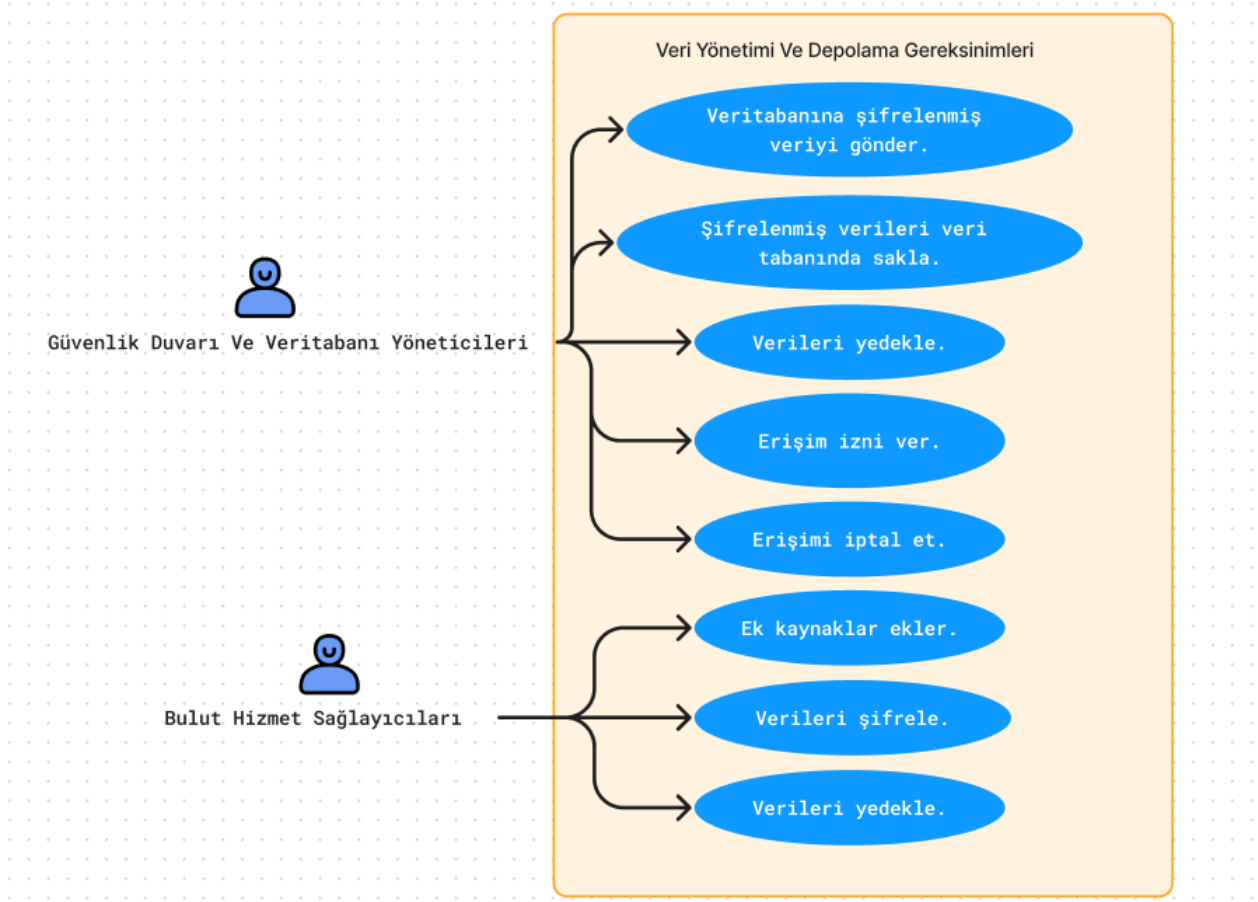 Veri Yönetimi Ve Depolama Gereksinimleri
Veritabanına şifrelenmiş
veriyi gönder.
Şifrelenmiş verileri veri
tabanında sakla.
Güvenlik Duvarı Ve Veritabanı Yöneticileri
Verileri yedekle.
Erişim izni ver.
Erişimi iptal et.
Ek kaynaklar ekler.
Bulut Hizmet Sağlayıcıları
Verileri şifrele.
Verileri yedekle.